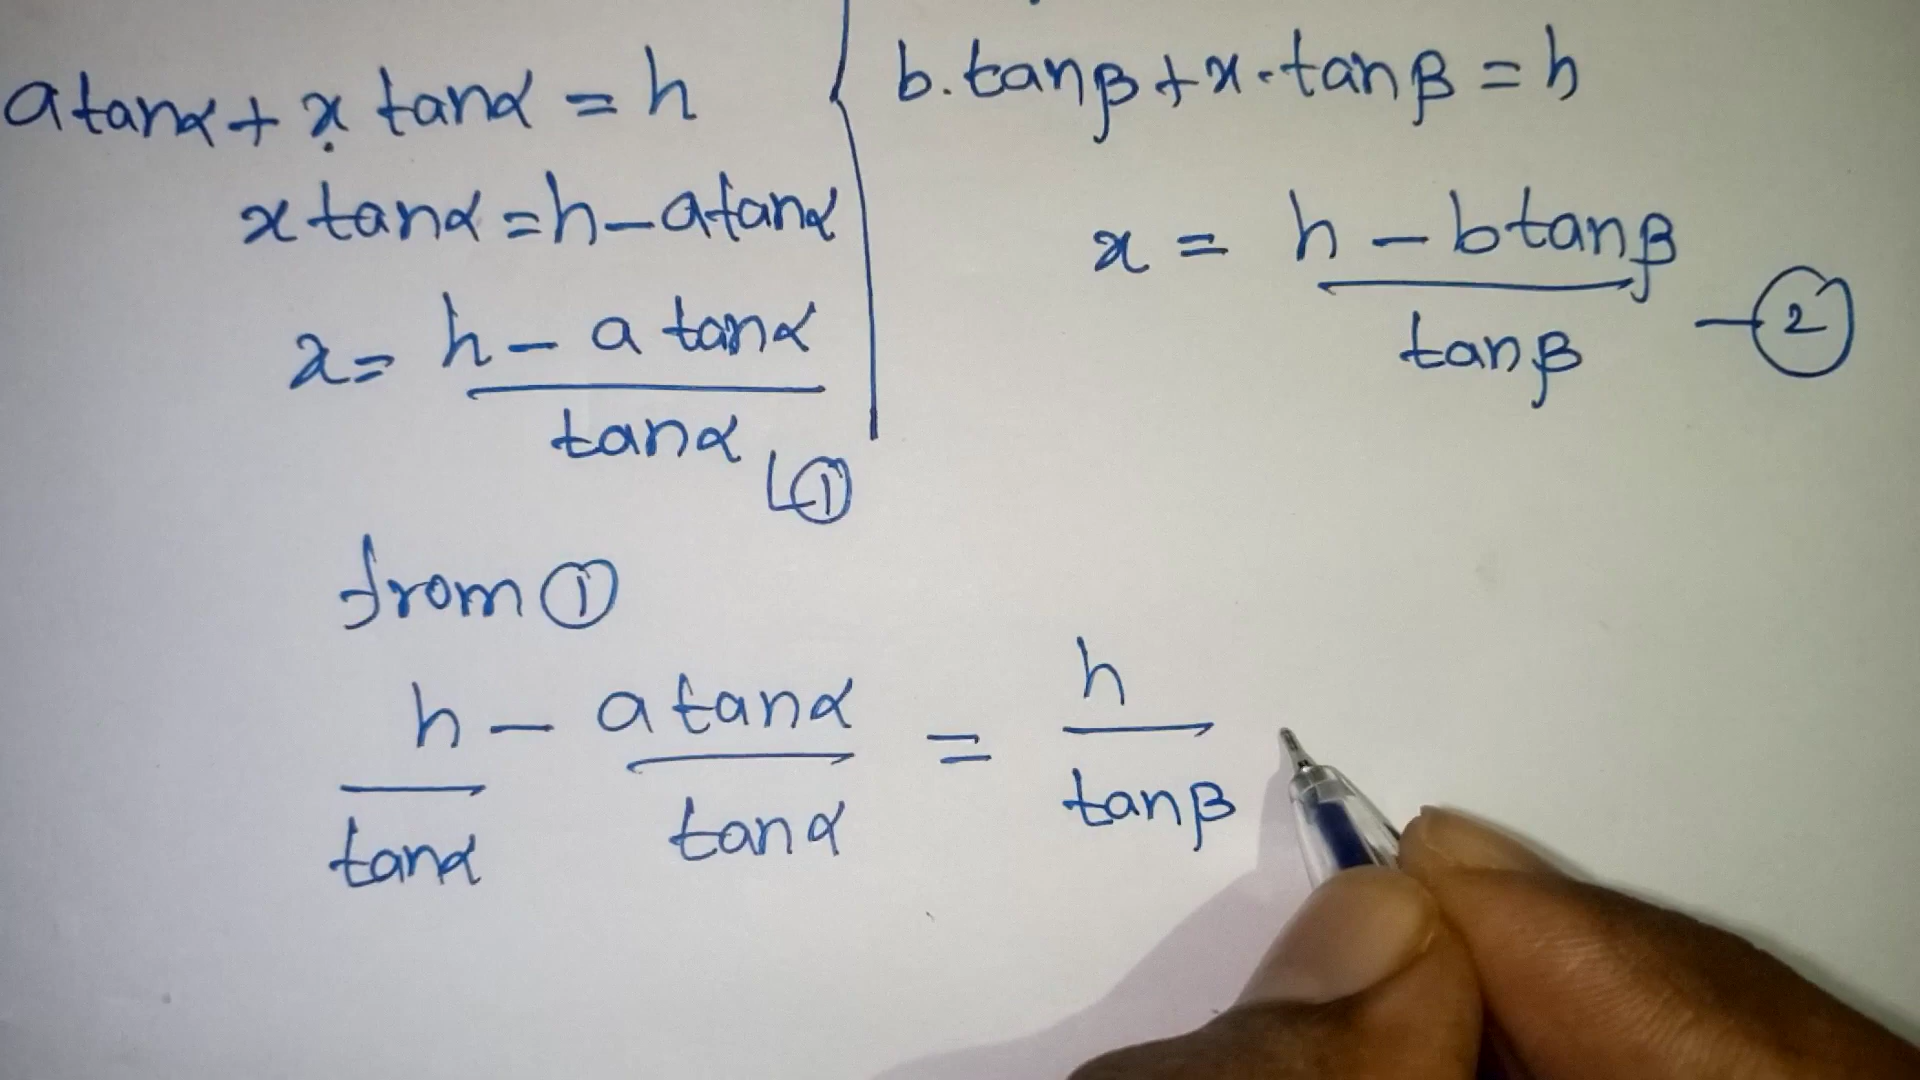 a tanα + x tanα = h
x tanα = h - a tanα
x = h - a tanα
tanα
①
b. tanβ + x . tanβ = h
x = h - b tanβ
tanβ - ②
from ①
h - a tanα = h
tanα tanα tanβ